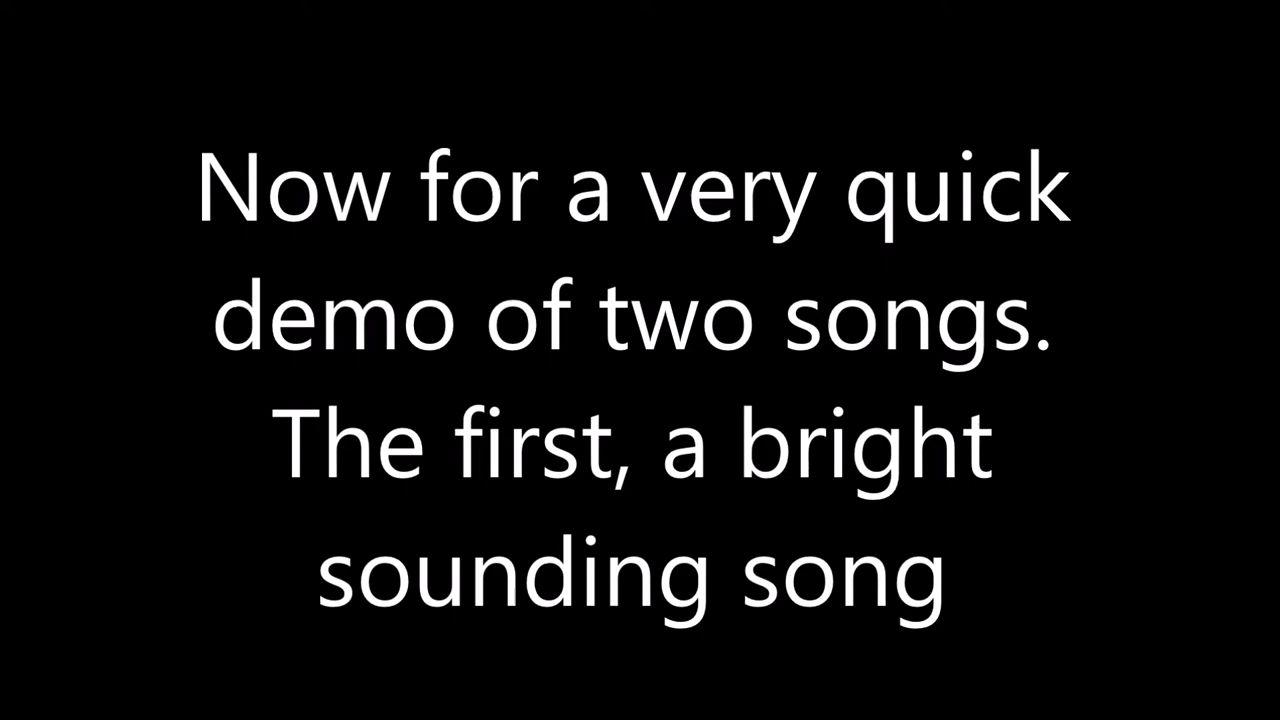 Now for a very quick
demo of two songs.
The first, a bright
sounding song